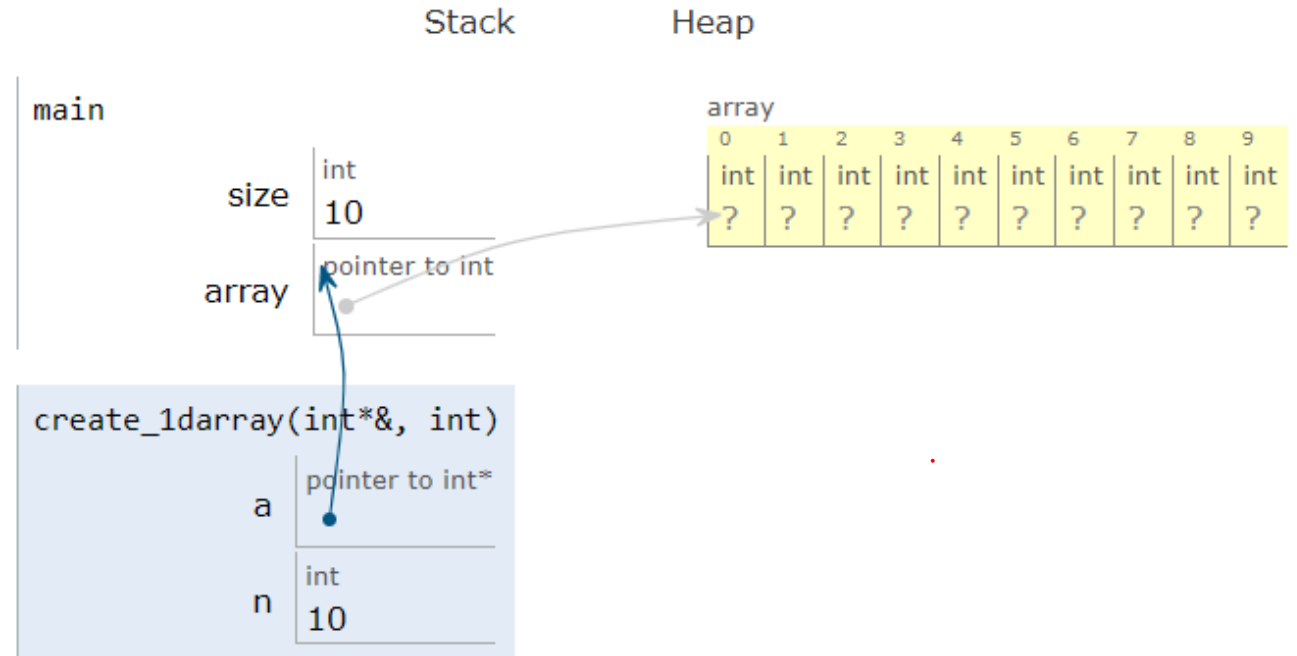 Stack Heap
main
array
0 1 2 3 4 5 6 7 8 9
int int int int int int int int int int
? ? ? ? ? ? ? ? ? ?
int
size
10
pointer to int
array
create_1darray(int*&, int)
pointer to int*
a
int
n
10